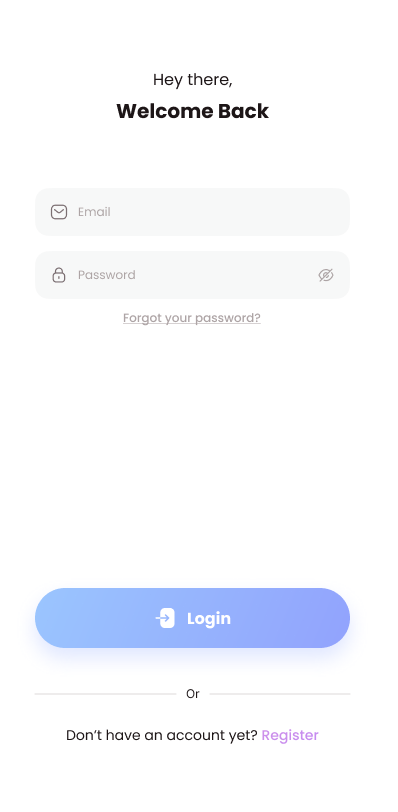 Hey there,
Welcome Back
Email
Password
Forgot your password?
Login
Or
Don’t have an account yet? Register